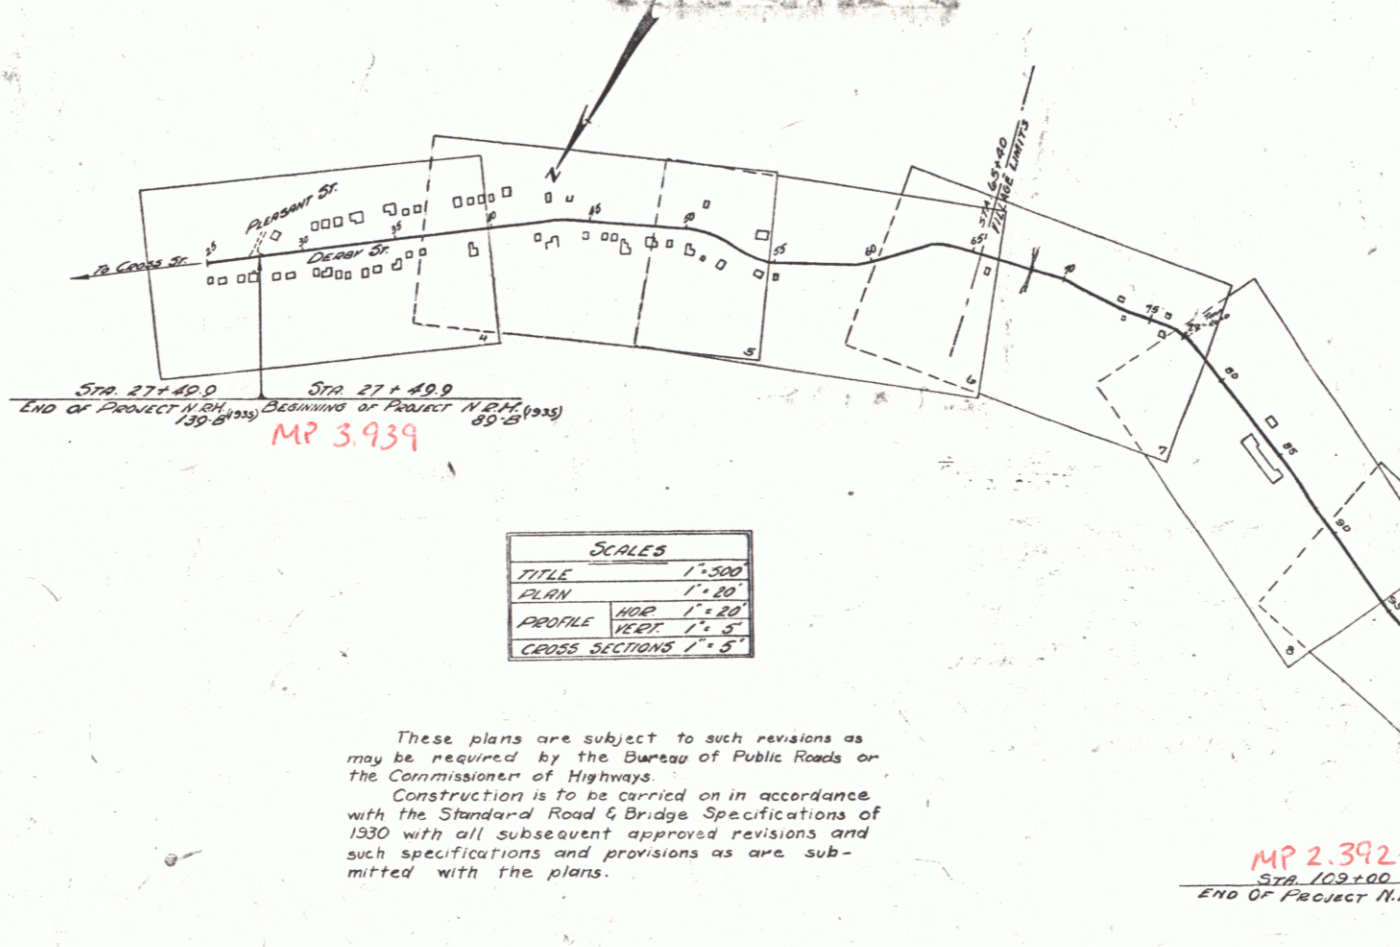 N
STA. 65+40
VILLAGE LIMITS
PLEASANT ST.
DERBY ST.
TO CROSS ST.
25
30
35
40
45
50
55
60
65
70
75
80
85
90
95
4
5
6
7
8
STA. 27+49.9
END OF PROJECT N.R.H.
139-B (1935)
STA. 27+49.9
BEGINNING OF PROJECT N.R.H.
89-B (1935)
MP 3.939
SCALES
TITLE 1"=500'
PLAN 1"=20'
PROFILE HOR. 1"=20'
VERT. 1"=5'
CROSS SECTIONS 1"=5'
These plans are subject to such revisions as
may be required by the Bureau of Public Roads or
the Commissioner of Highways.
Construction is to be carried on in accordance
with the Standard Road & Bridge Specifications of
1930 with all subsequent approved revisions and
such specifications and provisions as are sub-
mitted with the plans.
MP 2.392
STA. 109+00
END OF PROJECT N.